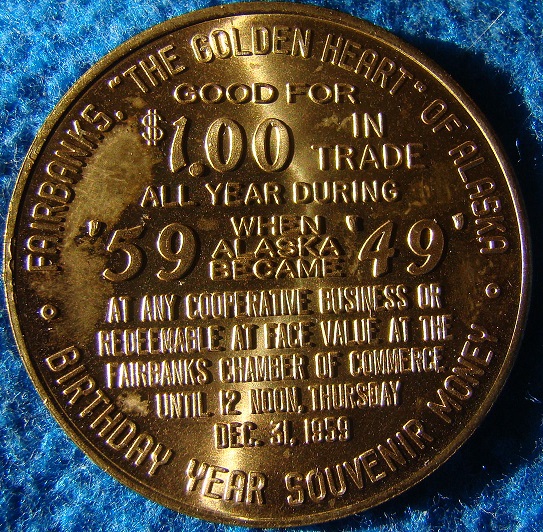 FAIRBANKS, "THE GOLDEN HEART" OF ALASKA
GOOD FOR
$1.00 IN TRADE
ALL YEAR DURING
'59 WHEN ALASKA BECAME '49'
AT ANY COOPERATIVE BUSINESS OR
REDEEMABLE AT FACE VALUE AT THE
FAIRBANKS CHAMBER OF COMMERCE
UNTIL 12 NOON, THURSDAY
DEC. 31, 1959
BIRTHDAY YEAR SOUVENIR MONEY